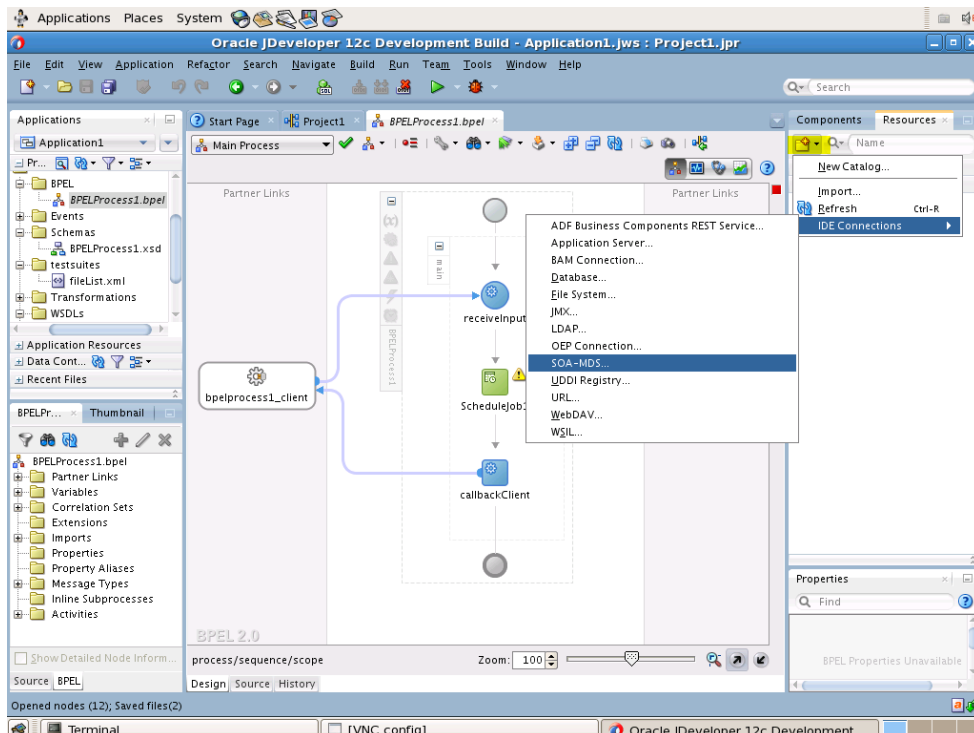 Applications Places System
Oracle JDeveloper 12c Development Build - Application1.jws : Project1.jpr
File Edit View Application Refactor Search Navigate Build Run Team Tools Window Help
Search
Applications
Start Page
Project1
BPELProcess1.bpel
Components
Resources
Application1
Main Process
Name
Pr...
BPEL
BPELProcess1.bpel
Events
Schemas
BPELProcess1.xsd
testsuites
fileList.xml
Transformations
WSDLs
Application Resources
Data Cont...
Recent Files
New Catalog...
Import...
Refresh Ctrl-R
IDE Connections
ADF Business Components REST Service...
Application Server...
BAM Connection...
Database...
File System...
JMX...
LDAP...
OEP Connection...
SOA-MDS...
UDDI Registry...
URL...
WebDAV...
WSIL...
Partner Links
Partner Links
(x)
main
BPELProcess1
receiveInput
bpelprocess1_client
ScheduleJob1
callbackClient
BPEL 2.0
BPELPr...
Thumbnail
BPELProcess1.bpel
Partner Links
Variables
Correlation Sets
Extensions
Imports
Properties
Property Aliases
Message Types
Inline Subprocesses
Activities
Show Detailed Node Inform...
Source BPEL
process/sequence/scope
Zoom: 100
Design Source History
Properties
Find
BPEL Properties Unavailable
Opened nodes (12); Saved files(2)
Terminal
[VNC config]
Oracle JDeveloper 12c Development